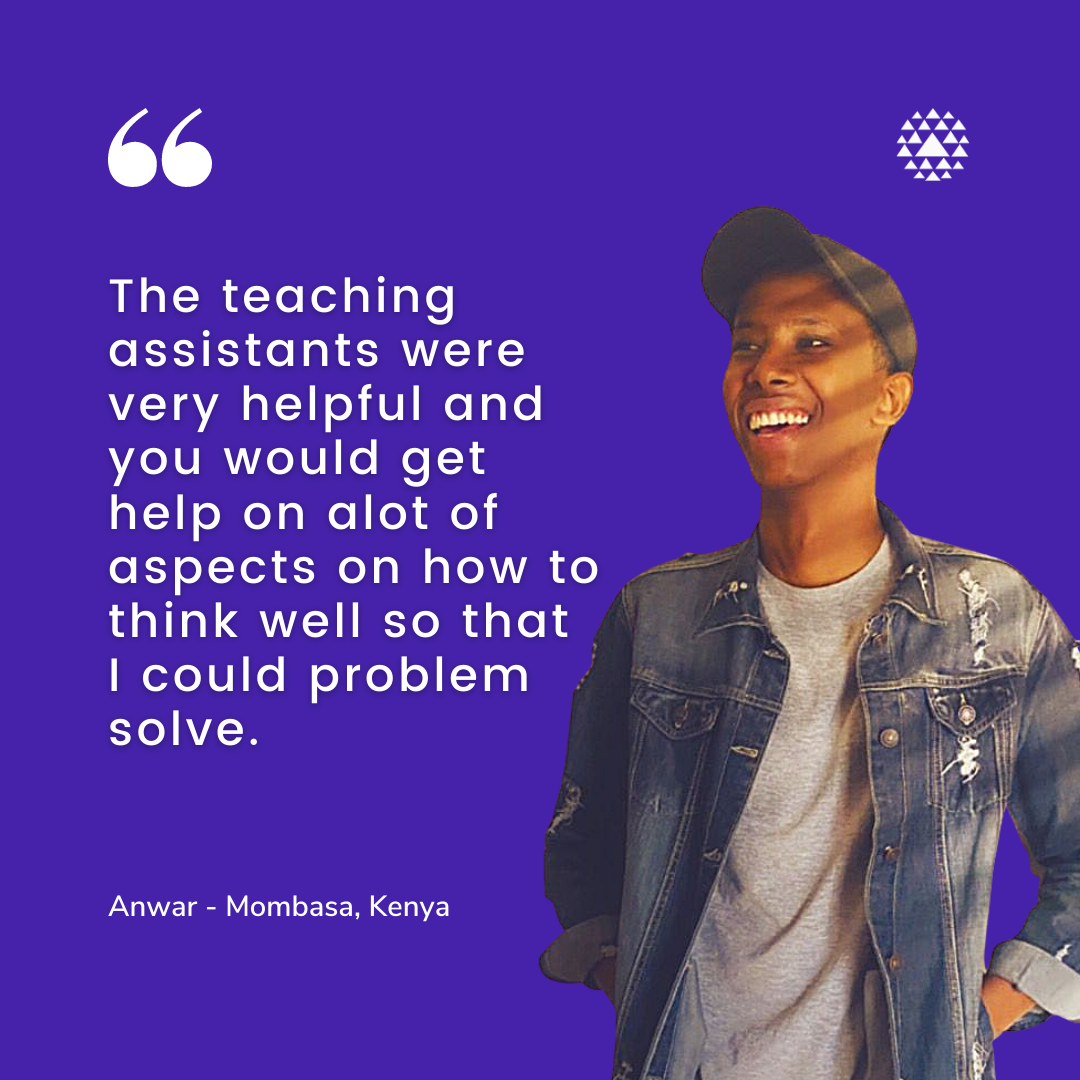 “
The teaching
assistants were
very helpful and
you would get
help on alot of
aspects on how to
think well so that
I could problem
solve.
Anwar - Mombasa, Kenya